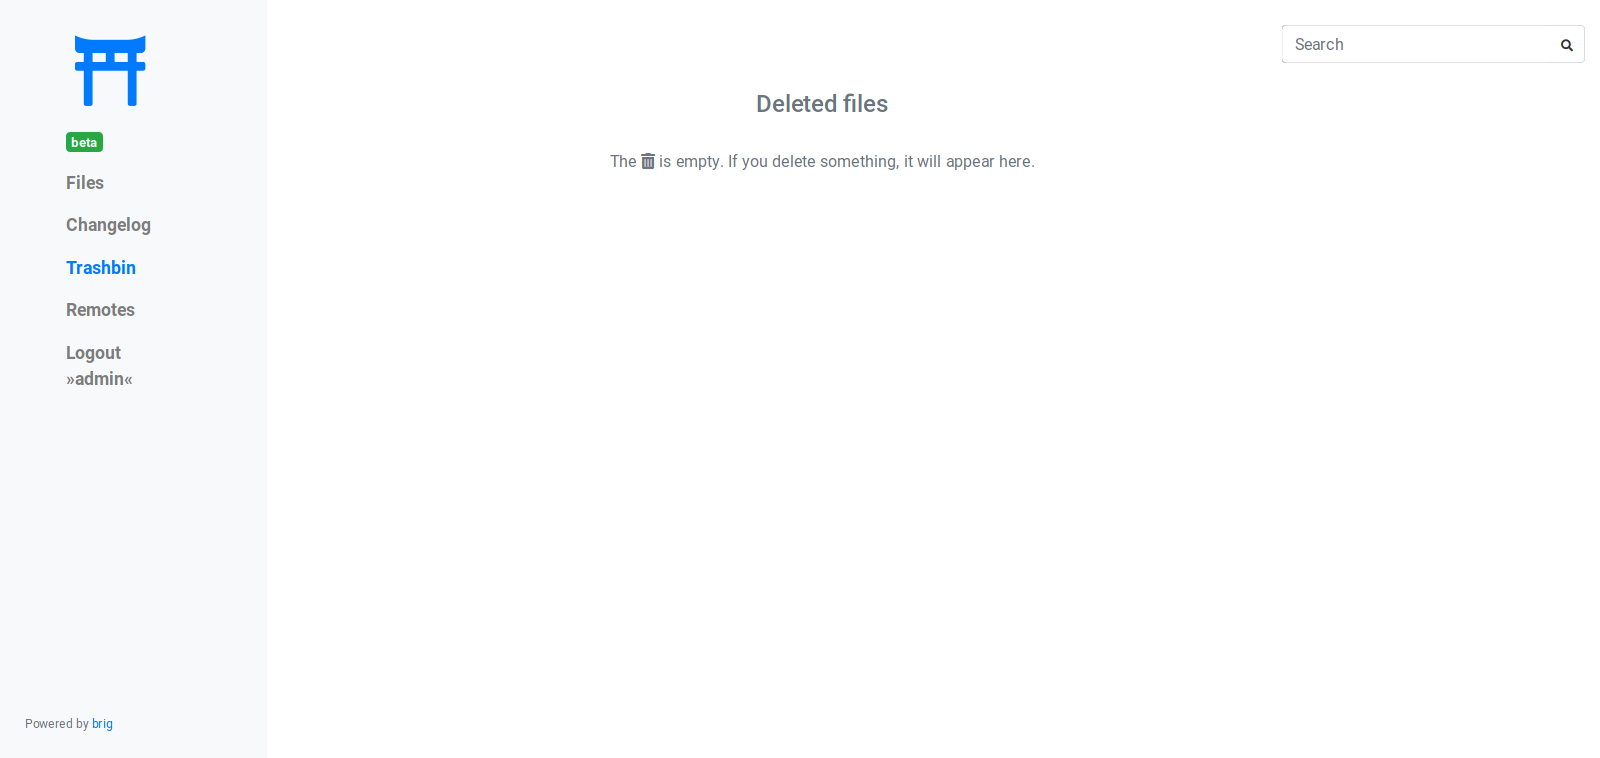 beta
Files
Changelog
Trashbin
Remotes
Logout
»admin«
Powered by brig
Search
Deleted files
The is empty. If you delete something, it will appear here.